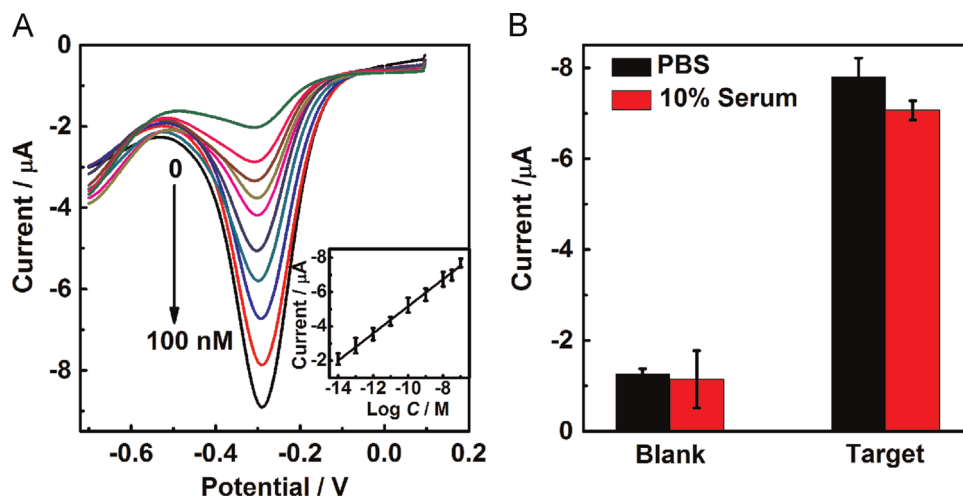 A
0
-2
-4
-6
-8
Current / μA
-0.6
-0.4
-0.2
0.0
0.2
Potential / V
0
100 nM
-8
-6
-4
-2
Current / μA
-14
-12
-10
-8
Log C / M
B
-8
-6
-4
-2
0
Current /μA
PBS
10% Serum
Blank
Target